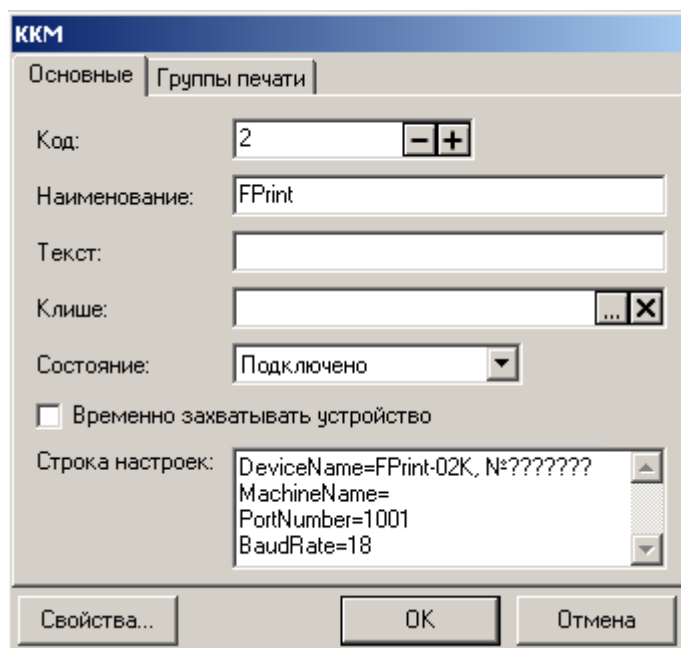 ККМ
Основные Группы печати
Код: 2
Наименование: FPrint
Текст:
Клише: ...
Состояние: Подключено
Временно захватывать устройство
Строка настроек: DeviceName=FPrint-02K, №???????
MachineName=
PortNumber=1001
BaudRate=18
Свойства... OK Отмена